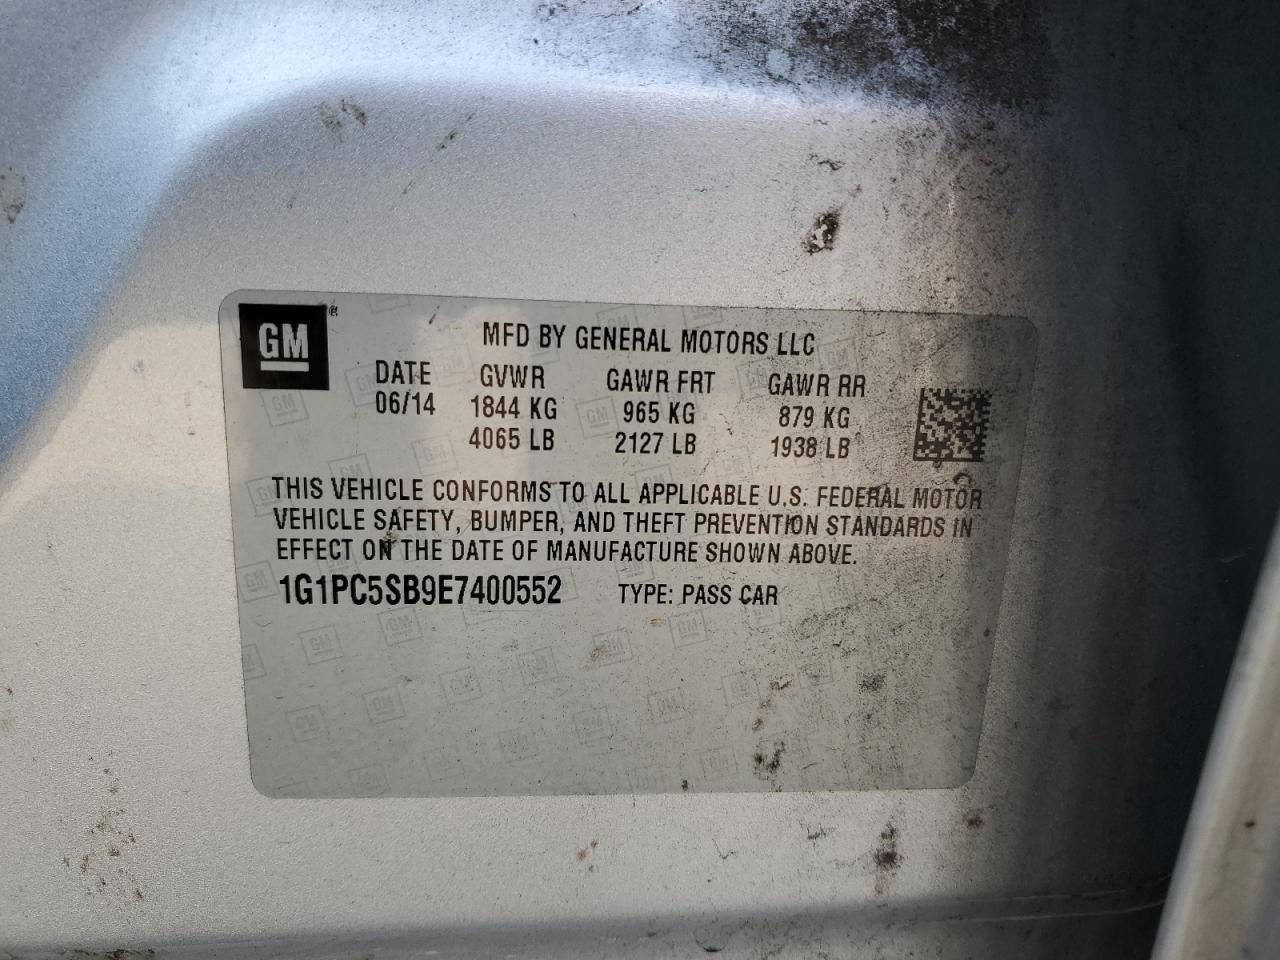 GM®
MFD BY GENERAL MOTORS LLC
DATE GVWR GAWR FRT GAWR RR
06/14 1844 KG 965 KG 879 KG
4065 LB 2127 LB 1938 LB
THIS VEHICLE CONFORMS TO ALL APPLICABLE U.S. FEDERAL MOTOR
VEHICLE SAFETY, BUMPER, AND THEFT PREVENTION STANDARDS IN
EFFECT ON THE DATE OF MANUFACTURE SHOWN ABOVE.
1G1PC5SB9E7400552 TYPE: PASS CAR